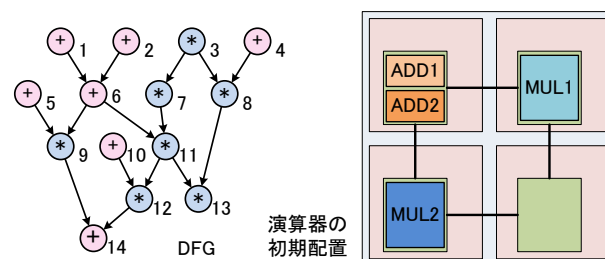 + + * +
1 2 3 4
+ + * *
5 6 7 8
* + *
9 10 11
* *
12 13
+
14
DFG
演算器の
初期配置
ADD1
ADD2
MUL1
MUL2